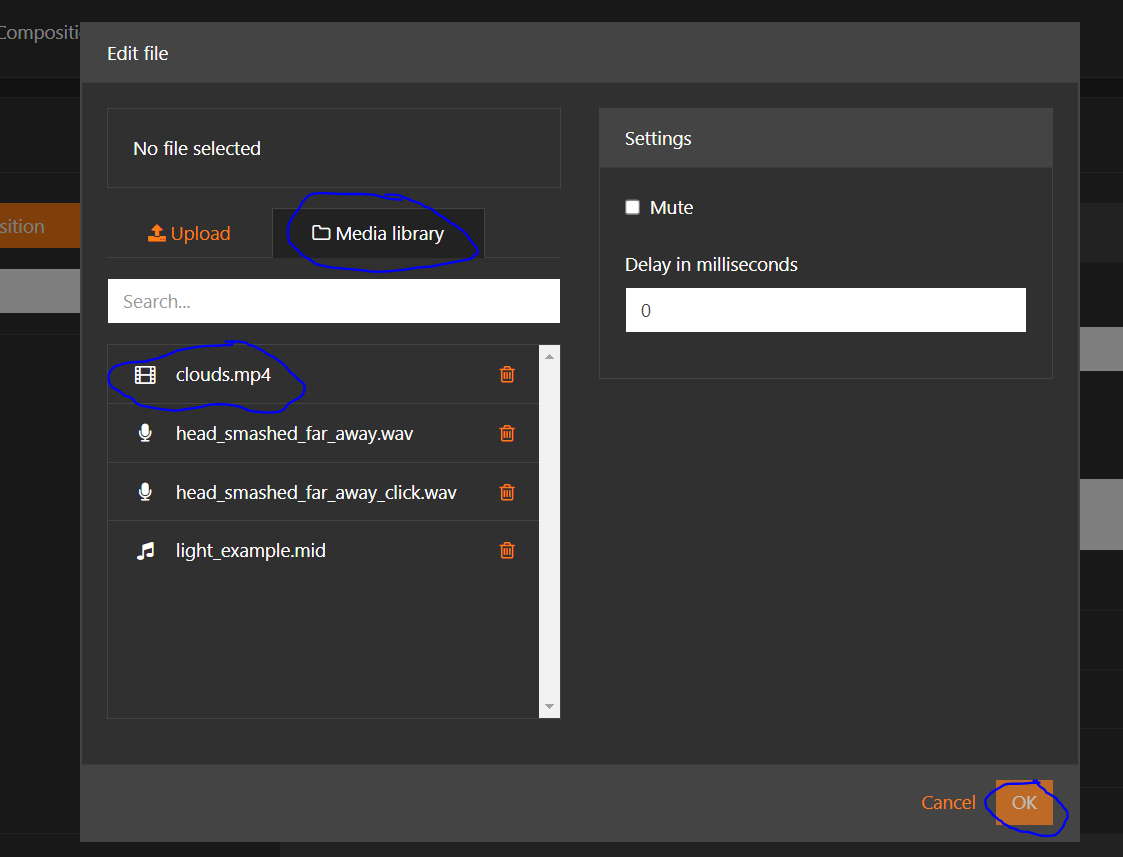 Compositi
Edit file
No file selected
Settings
Mute
sition
Upload
Media library
Delay in milliseconds
Search...
0
clouds.mp4
head_smashed_far_away.wav
head_smashed_far_away_click.wav
light_example.mid
Cancel
OK